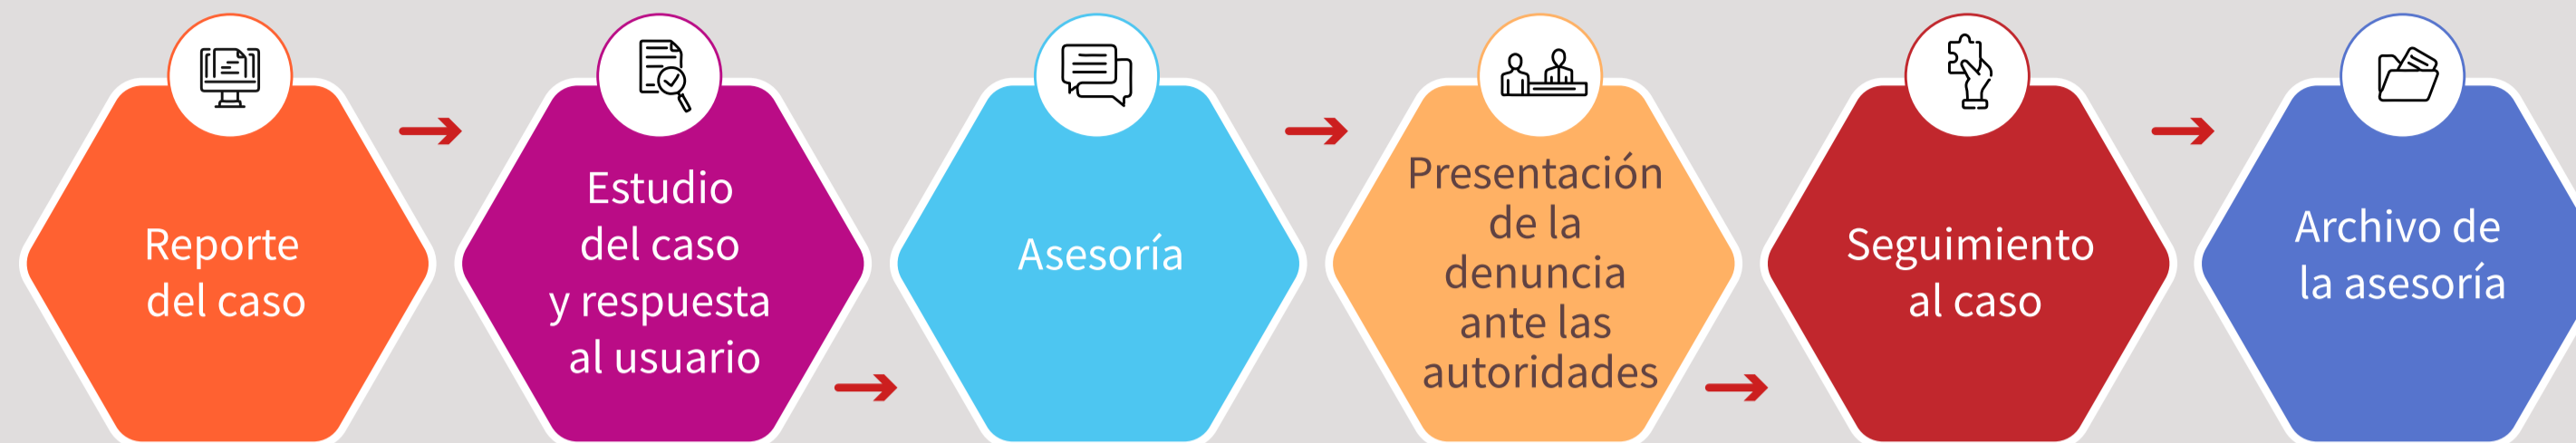 Reporte
del caso
Estudio
del caso
y respuesta
al usuario
Asesoría
Presentación
de la
denuncia
ante las
autoridades
Seguimiento
al caso
Archivo de
la asesoría